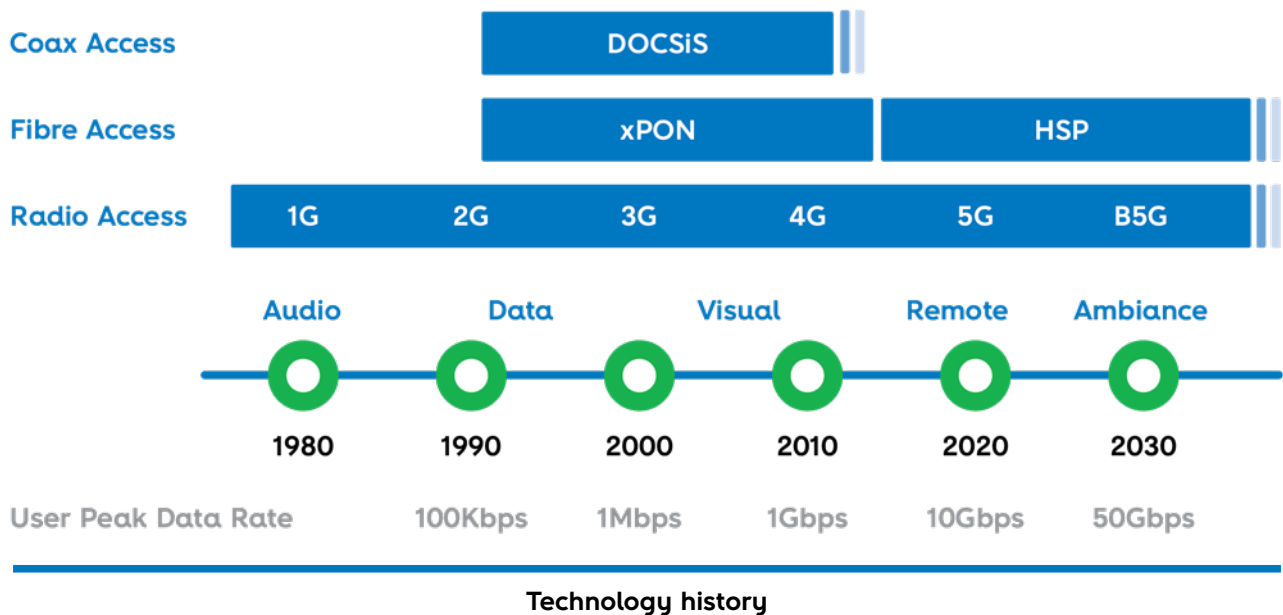 Coax Access DOCSiS
Fibre Access xPON HSP
Radio Access 1G 2G 3G 4G 5G B5G
Audio Data Visual Remote Ambiance
1980 1990 2000 2010 2020 2030
User Peak Data Rate 100Kbps 1Mbps 1Gbps 10Gbps 50Gbps
Technology history